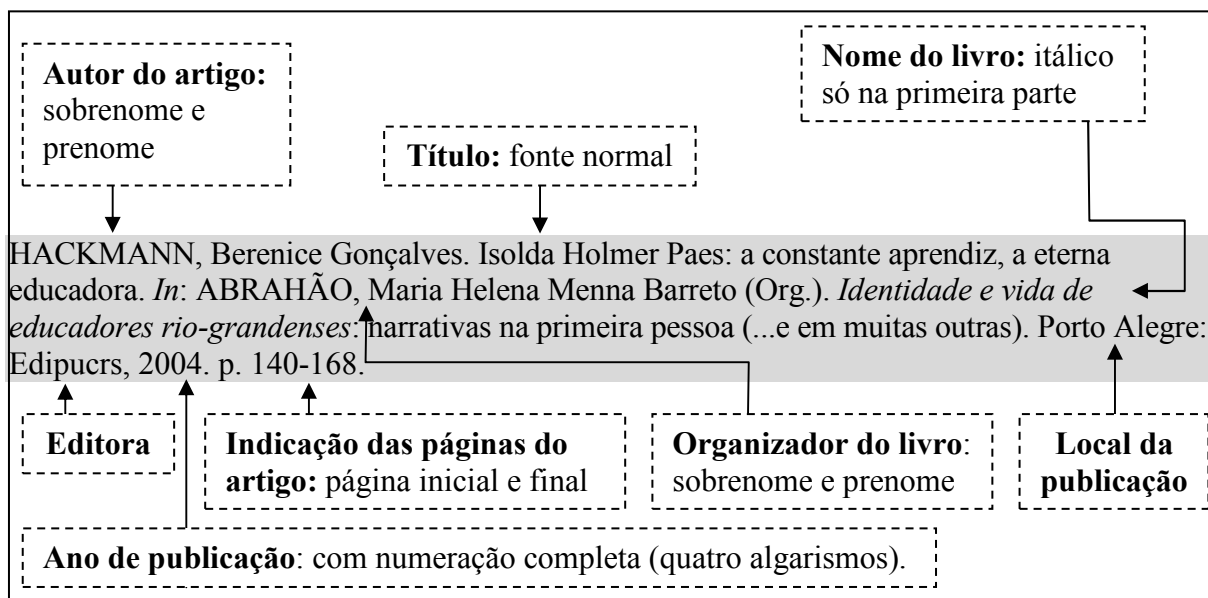 Autor do artigo:
sobrenome e
prenome
Título: fonte normal
Nome do livro: itálico
só na primeira parte
HACKMANN, Berenice Gonçalves. Isolda Holmer Paes: a constante aprendiz, a eterna
educadora. In: ABRAHÃO, Maria Helena Menna Barreto (Org.). Identidade e vida de
educadores rio-grandenses: narrativas na primeira pessoa (...e em muitas outras). Porto Alegre:
Edipucrs, 2004. p. 140-168.
Editora
Indicação das páginas do
artigo: página inicial e final
Organizador do livro:
sobrenome e prenome
Local da
publicação
Ano de publicação: com numeração completa (quatro algarismos).